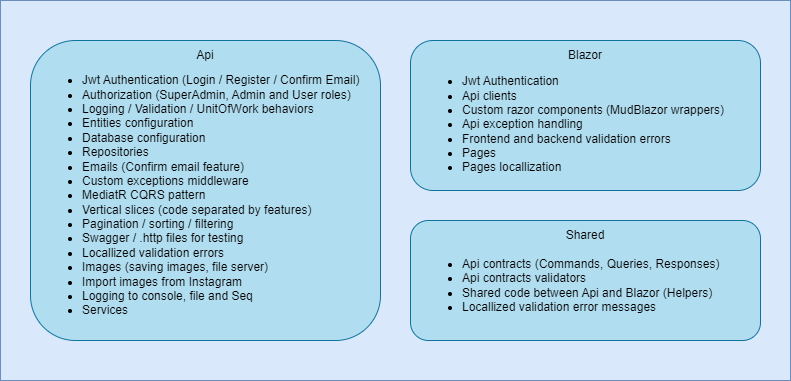 Api
Jwt Authentication (Login / Register / Confirm Email)
Authorization (SuperAdmin, Admin and User roles)
Logging / Validation / UnitOfWork behaviors
Entities configuration
Database configuration
Repositories
Emails (Confirm email feature)
Custom exceptions middleware
MediatR CQRS pattern
Vertical slices (code separated by features)
Pagination / sorting / filtering
Swagger / .http files for testing
Locallized validation errors
Images (saving images, file server)
Import images from Instagram
Logging to console, file and Seq
Services
Blazor
Jwt Authentication
Api clients
Custom razor components (MudBlazor wrappers)
Api exception handling
Frontend and backend validation errors
Pages
Pages locallization
Shared
Api contracts (Commands, Queries, Responses)
Api contracts validators
Shared code between Api and Blazor (Helpers)
Locallized validation error messages